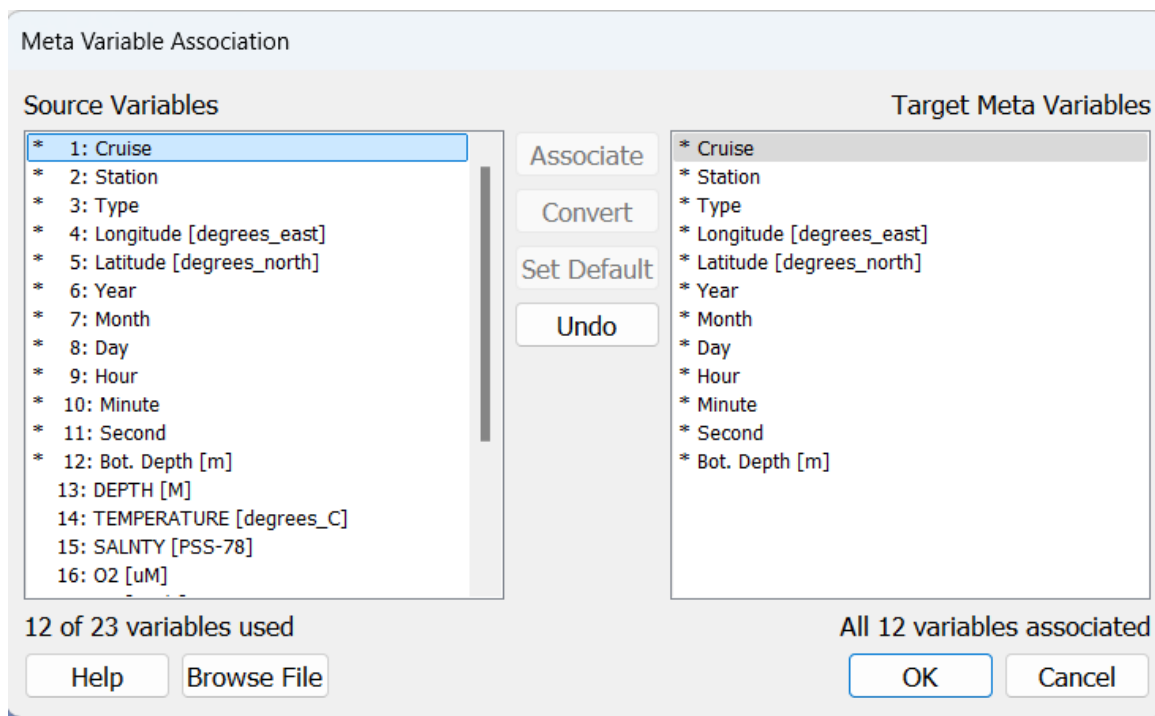 Meta Variable Association
Source Variables
* 1: Cruise
* 2: Station
* 3: Type
* 4: Longitude [degrees_east]
* 5: Latitude [degrees_north]
* 6: Year
* 7: Month
* 8: Day
* 9: Hour
* 10: Minute
* 11: Second
* 12: Bot. Depth [m]
13: DEPTH [M]
14: TEMPERATURE [degrees_C]
15: SALNTY [PSS-78]
16: O2 [uM]
12 of 23 variables used
Help
Browse File
Associate
Convert
Set Default
Undo
Target Meta Variables
* Cruise
* Station
* Type
* Longitude [degrees_east]
* Latitude [degrees_north]
* Year
* Month
* Day
* Hour
* Minute
* Second
* Bot. Depth [m]
All 12 variables associated
OK
Cancel